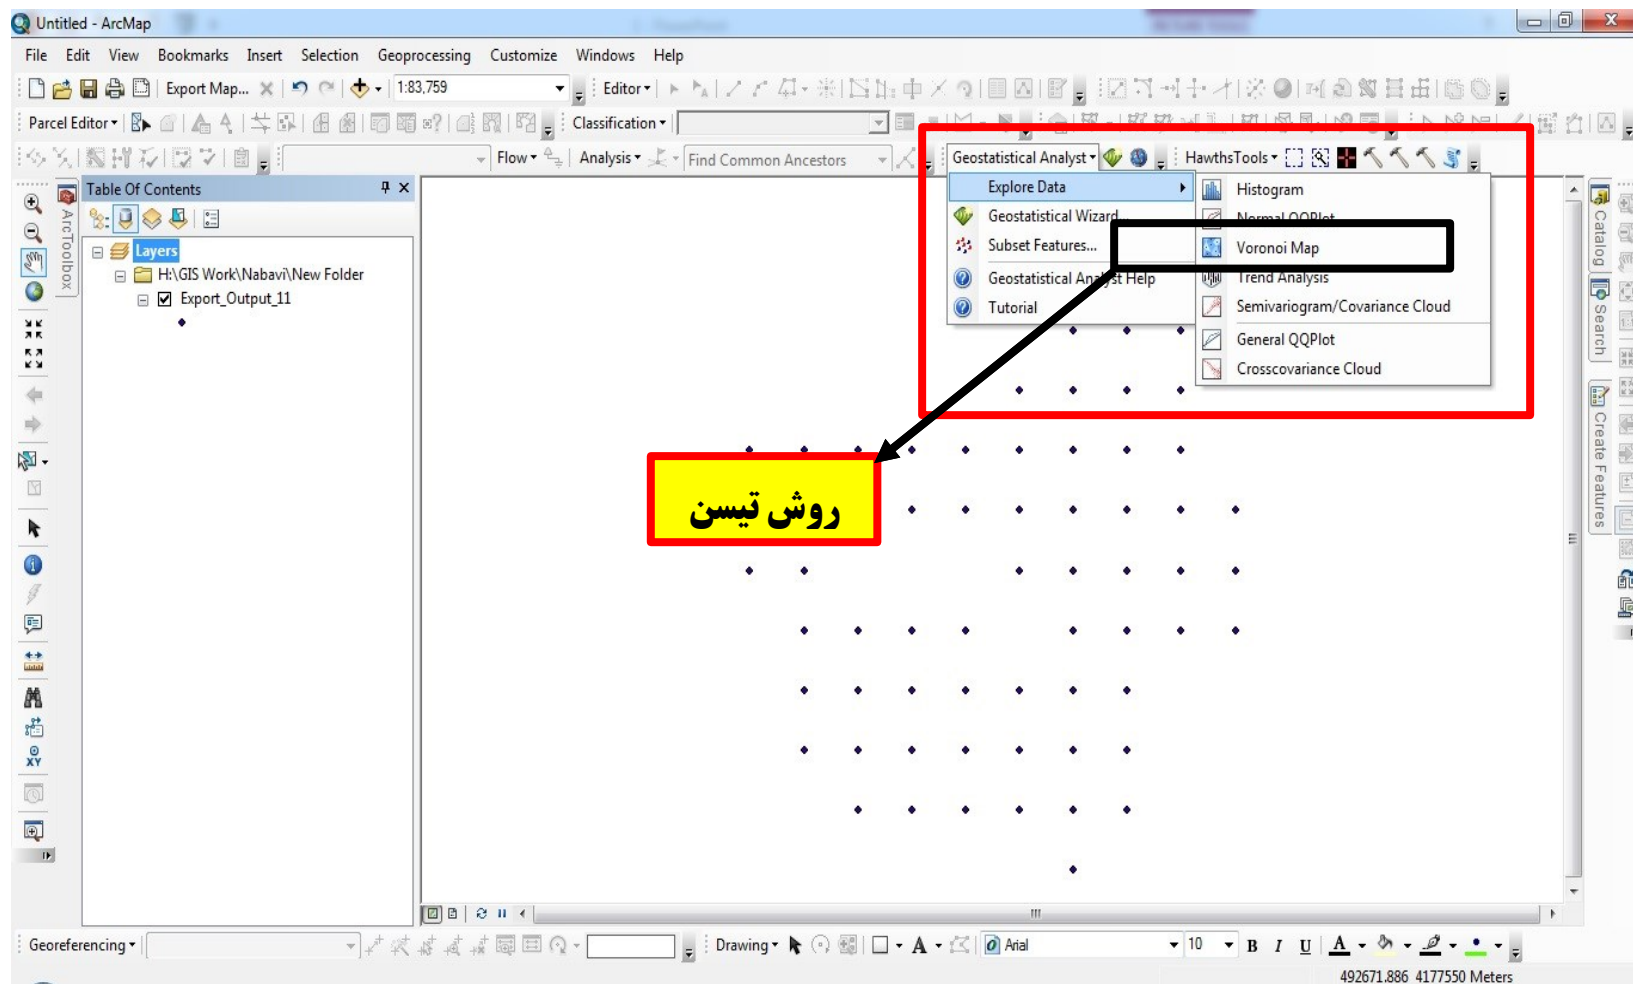 Untitled - ArcMap
File Edit View Bookmarks Insert Selection Geoprocessing Customize Windows Help
Export Map... 1:83,759 Editor
Parcel Editor Classification
Flow Analysis Find Common Ancestors Geostatistical Analyst HawthsTools
Table Of Contents
ArcToolbox
Layers
H:\GIS Work\Nabavi\New Folder
Export_Output_11
Explore Data
Geostatistical Wizard...
Subset Features...
Geostatistical Analyst Help
Tutorial
Histogram
Normal QQPlot
Voronoi Map
Trend Analysis
Semivariogram/Covariance Cloud
General QQPlot
Crosscovariance Cloud
روش تیسن
Catalog
Search
Create Features
XY
Georeferencing Drawing A Arial 10 B I U A
492671.886 4177550 Meters